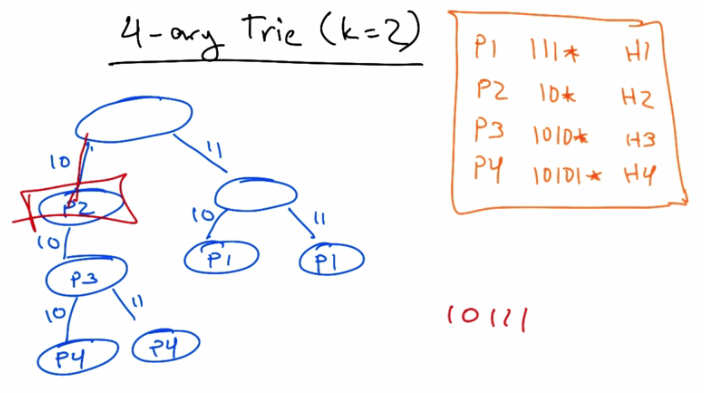 4-ary Trie (k=2)
P1 111* H1
P2 10* H2
P3 1010* H3
P4 10101* H4
10 11
P2
10 10 11
P3 P1 P1
10 11
P4 P4
10111